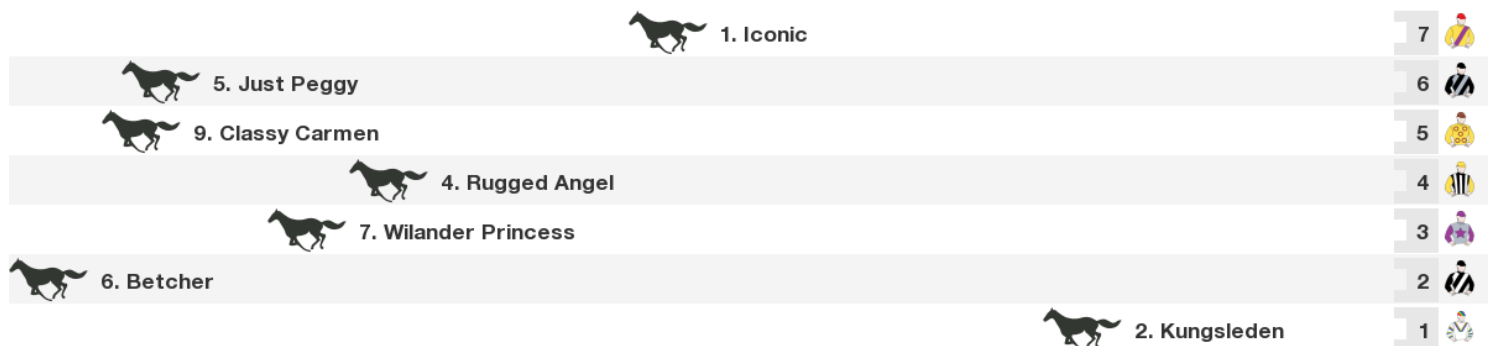 1. Iconic 7
5. Just Peggy 6
9. Classy Carmen 5
4. Rugged Angel 4
7. Wilander Princess 3
6. Betcher 2
2. Kungsleden 1